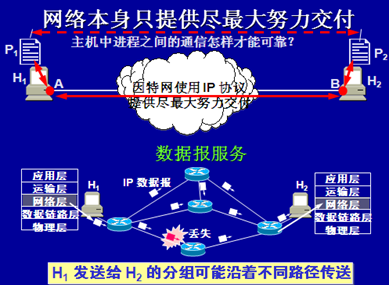 网络本身只提供尽最大努力交付
主机中进程之间的通信怎样才能可靠?
P1
P2
H1
A
B
H2
因特网使用 IP 协议
提供尽最大努力交付
数据报服务
应用层
运输层
网络层
数据链路层
物理层
H1
IP 数据报
丢失
H2
应用层
运输层
网络层
数据链路层
物理层
H1 发送给 H2 的分组可能沿着不同路径传送